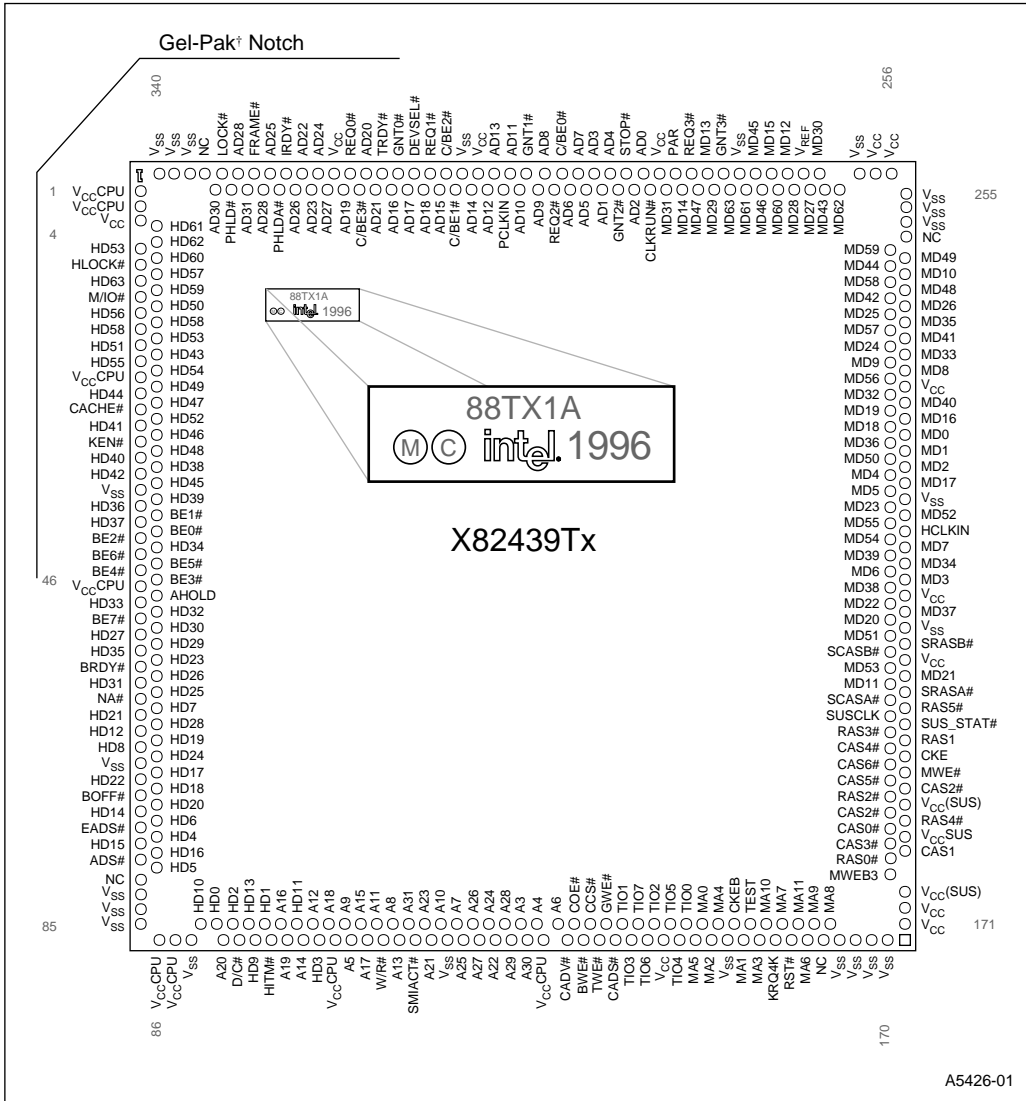 Gel-Pak† Notch
340
256
VSS
VSS
VSS
NC
LOCK#
AD28
FRAME#
AD25
IRDY#
AD22
AD24
VCC
REQ0#
AD20
TRDY#
GNT0#
DEVSEL#
REQ1#
C/BE2#
VSS
VCC
AD13
AD11
GNT1#
AD8
C/BE0#
AD7
AD3
AD4
STOP#
AD0
VCC
PAR
REQ3#
MD13
GNT3#
VSS
MD45
MD15
MD12
VREF
MD30
VSS
VCC
VCC
AD30
PHLD#
AD31
AD28
PHLDA#
AD26
AD23
AD27
AD19
C/BE3#
AD21
AD16
AD17
AD18
AD15
C/BE1#
AD14
AD12
PCLKIN
AD10
AD9
REQ2#
AD6
AD5
AD1
GNT2#
AD2
CLKRUN#
MD31
MD14
MD47
MD29
MD63
MD61
MD46
MD60
MD28
MD27
MD43
MD62
1
4
46
85
VCCCPU
VCCCPU
VCC
HD53
HLOCK#
HD63
M/IO#
HD56
HD58
HD51
HD55
VCCCPU
HD44
CACHE#
HD41
KEN#
HD40
HD42
VSS
HD36
HD37
BE2#
BE6#
BE4#
VCCCPU
HD33
BE7#
HD27
HD35
BRDY#
HD31
NA#
HD21
HD12
HD8
VSS
HD22
BOFF#
HD14
EADS#
HD15
ADS#
NC
VSS
VSS
VSS
HD61
HD62
HD60
HD57
HD59
HD50
HD58
HD53
HD43
HD54
HD49
HD47
HD52
HD46
HD48
HD38
HD45
HD39
BE1#
BE0#
HD34
BE5#
BE3#
AHOLD
HD32
HD30
HD29
HD23
HD26
HD25
HD7
HD28
HD19
HD24
HD17
HD18
HD20
HD6
HD4
HD16
HD5
88TX1A
intel. 1996
88TX1A
M C intel. 1996
X82439Tx
MD59
MD44
MD58
MD42
MD25
MD57
MD24
MD9
MD56
MD32
MD19
MD18
MD36
MD50
MD4
MD5
MD23
MD55
MD54
MD39
MD6
MD38
MD22
MD20
MD51
SCASB#
MD53
MD11
SCASA#
SUSCLK
RAS3#
CAS4#
CAS6#
CAS5#
RAS2#
CAS2#
CAS0#
CAS3#
RAS0#
MWEB3
VSS
VSS
VSS
NC
MD49
MD10
MD48
MD26
MD35
MD41
MD33
MD8
VCC
MD40
MD16
MD0
MD1
MD2
MD17
VSS
MD52
HCLKIN
MD7
MD34
MD3
VCC
MD37
VSS
SRASB#
VCC
MD21
SRASA#
RAS5#
SUS_STAT#
RAS1
CKE
MWE#
CAS2#
VCC(SUS)
RAS4#
VCCSUS
CAS1
VCC(SUS)
VCC
VCC
255
171
HD10
HD0
HD2
HD13
HD1
A16
HD11
A12
A18
A9
A15
A11
A8
A31
A23
A10
A7
A26
A24
A28
A3
A4
A6
COE#
CCS#
GWE#
TIO1
TIO7
TIO2
TIO5
TIO0
MA0
MA4
CKEB
TEST
MA10
MA7
MA11
MA9
MA8
VCCCPU
VCCCPU
VSS
A20
D/C#
HD9
HITM#
A19
A14
HD3
VCCCPU
A5
A17
W/R#
A13
SMIACT#
A21
VSS
A25
A27
A22
A29
A30
VCCCPU
CADV#
BWE#
TWE#
CADS#
TIO3
TIO6
VCC
TIO4
MA5
MA2
VSS
MA1
MA3
KRQ4K
RST#
MA6
NC
VSS
VSS
VSS
VSS
86
170
A5426-01